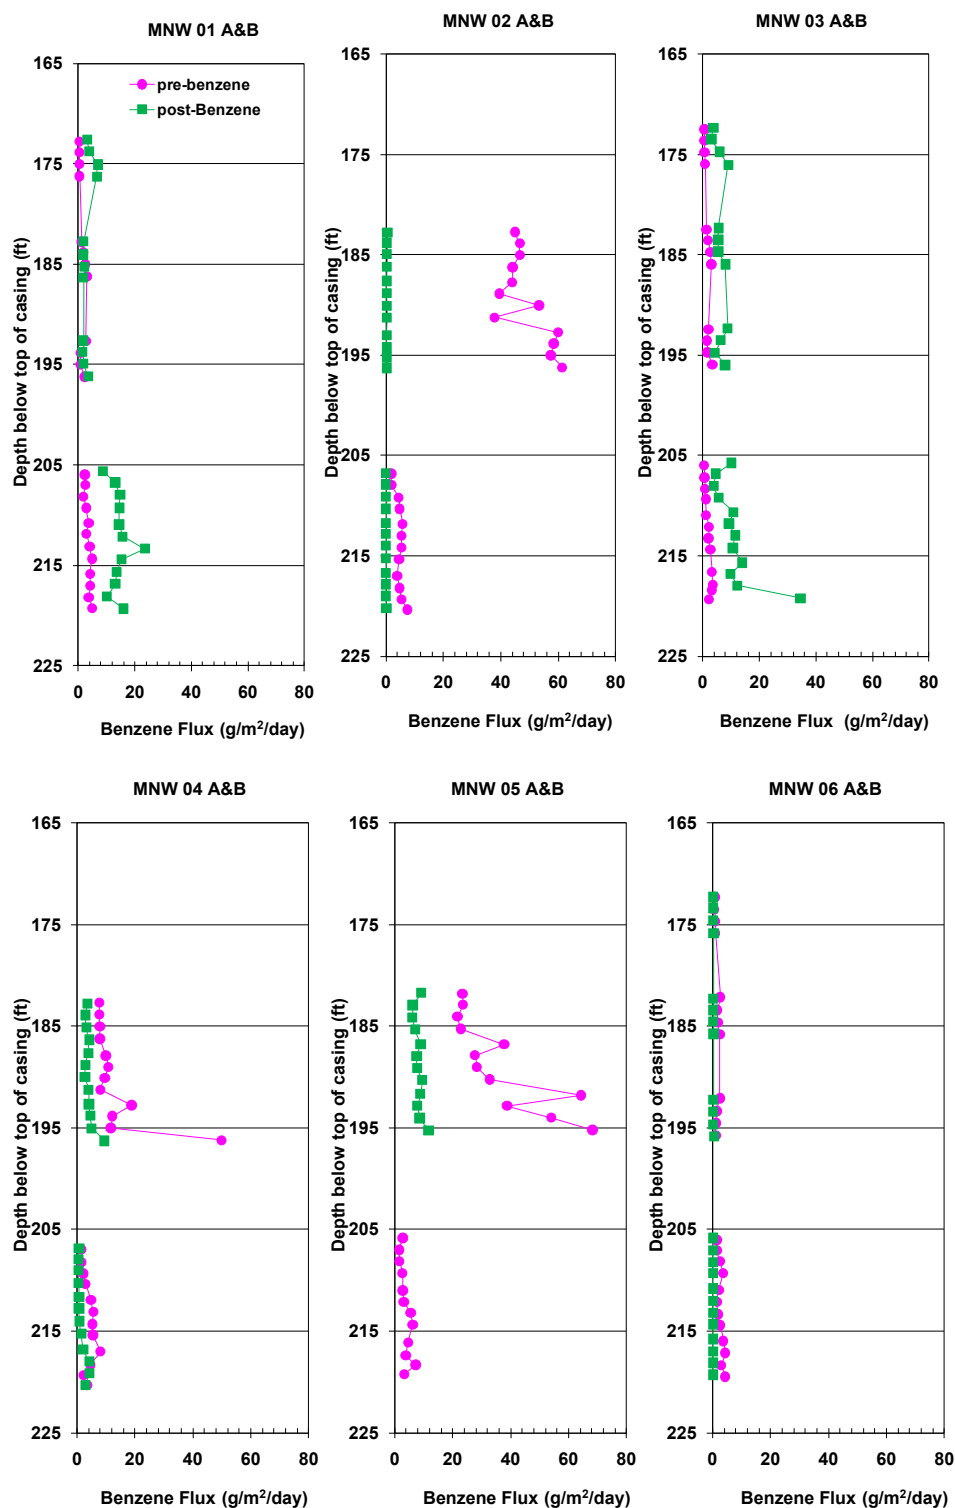 MNW 01 A&B
MNW 02 A&B
MNW 03 A&B
165
175
185
195
205
215
225
Depth below top of casing (ft)
pre-benzene
post-Benzene
0 20 40 60 80
Benzene Flux (g/m²/day)
165
175
185
195
205
215
225
Depth below top of casing (ft)
0 20 40 60 80
Benzene Flux (g/m²/day)
165
175
185
195
205
215
225
Depth below top of casing (ft)
0 20 40 60 80
Benzene Flux (g/m²/day)
MNW 04 A&B
MNW 05 A&B
MNW 06 A&B
165
175
185
195
205
215
225
Depth below top of casing (ft)
0 20 40 60 80
Benzene Flux (g/m²/day)
165
175
185
195
205
215
225
Depth below top of casing (ft)
0 20 40 60 80
Benzene Flux (g/m²/day)
165
175
185
195
205
215
225
Depth below top of casing (ft)
0 20 40 60 80
Benzene Flux (g/m²/day)